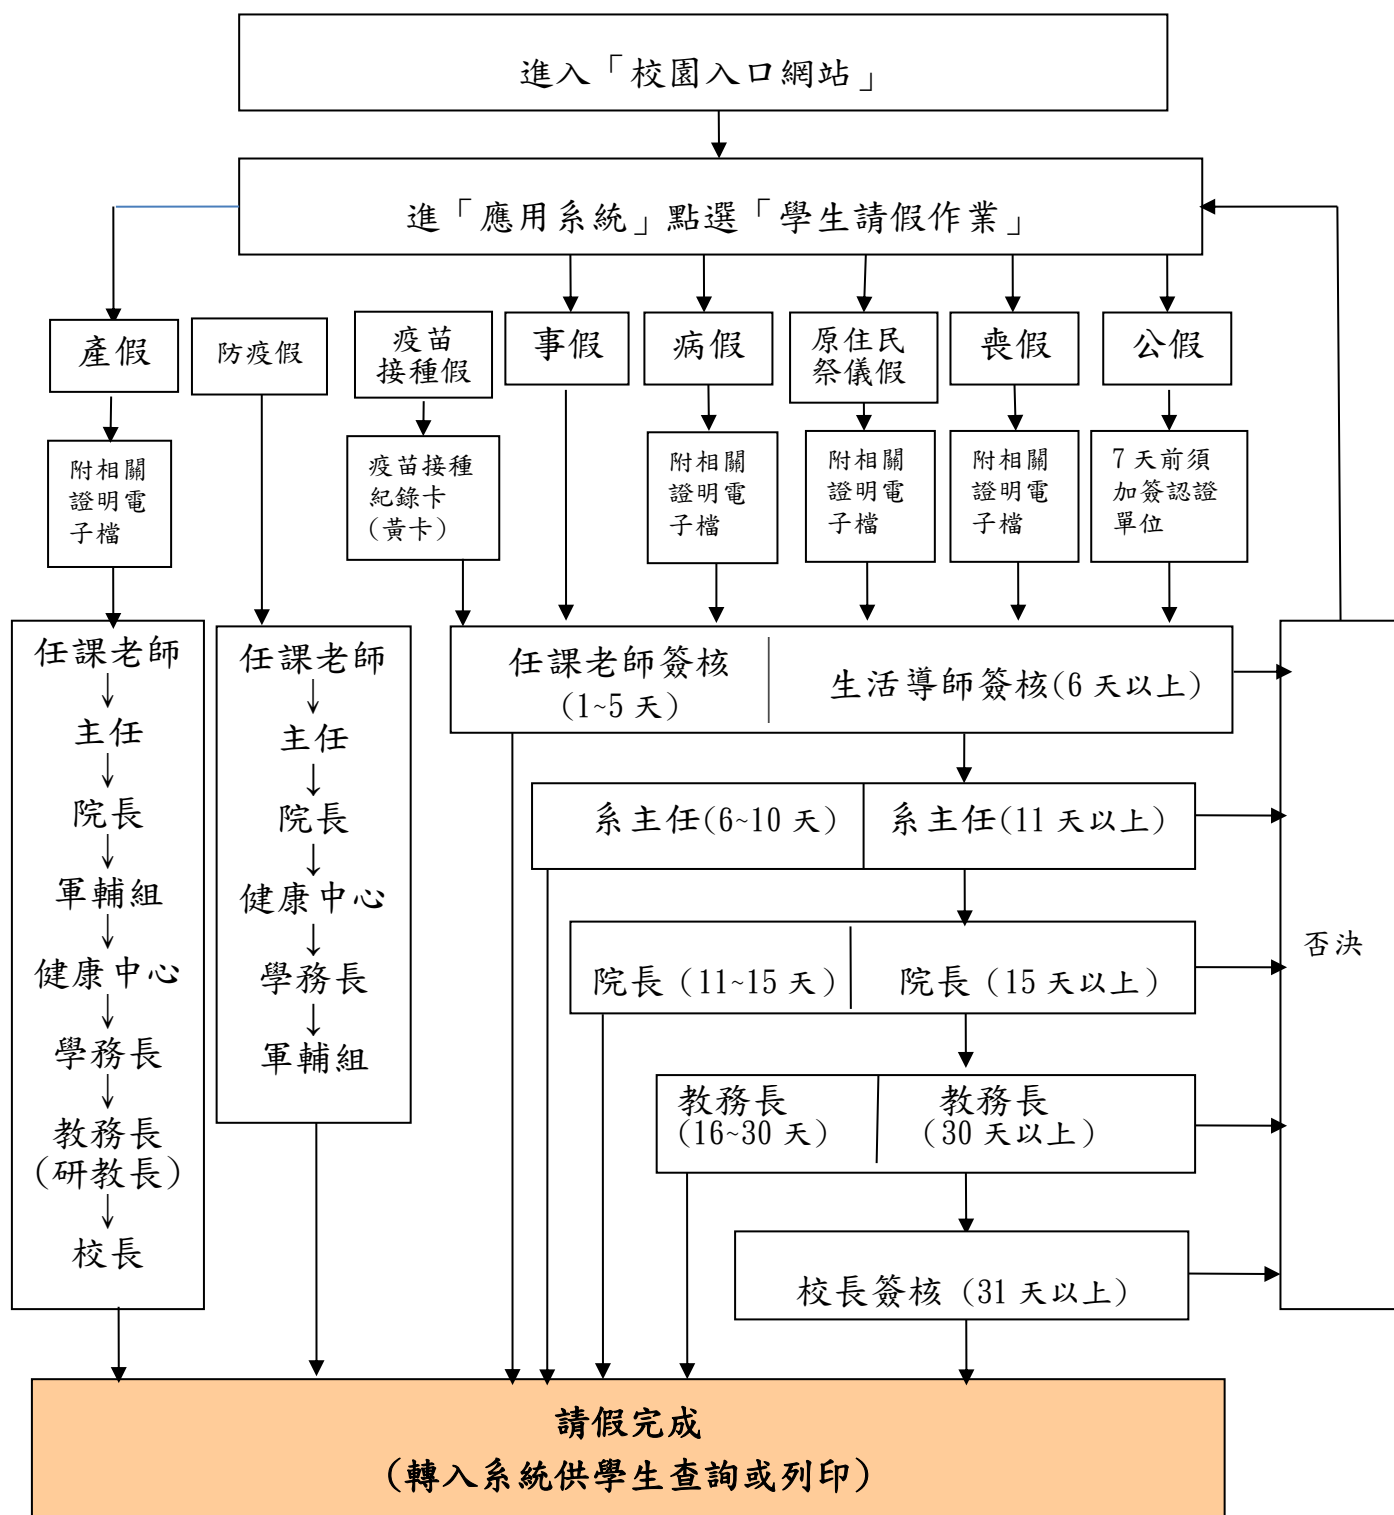 進入「校園入口網站」
進「應用系統」點選「學生請假作業」
產假
防疫假
疫苗
接種假
事假
病假
原住民
祭儀假
喪假
公假
附相關
證明電
子檔
疫苗接種
紀錄卡
(黃卡)
附相關
證明電
子檔
附相關
證明電
子檔
附相關
證明電
子檔
7 天前須
加簽認證
單位
任課老師
↓
主任
↓
院長
↓
軍輔組
↓
健康中心
↓
學務長
↓
教務長
(研教長)
↓
校長
任課老師
↓
主任
↓
院長
↓
健康中心
↓
學務長
↓
軍輔組
任課老師簽核
(1~5 天)
生活導師簽核(6 天以上)
系主任(6~10 天)
系主任(11 天以上)
院長 (11~15 天)
院長 (15 天以上)
教務長
(16~30 天)
教務長
(30 天以上)
校長簽核 (31 天以上)
否決
請假完成
(轉入系統供學生查詢或列印)